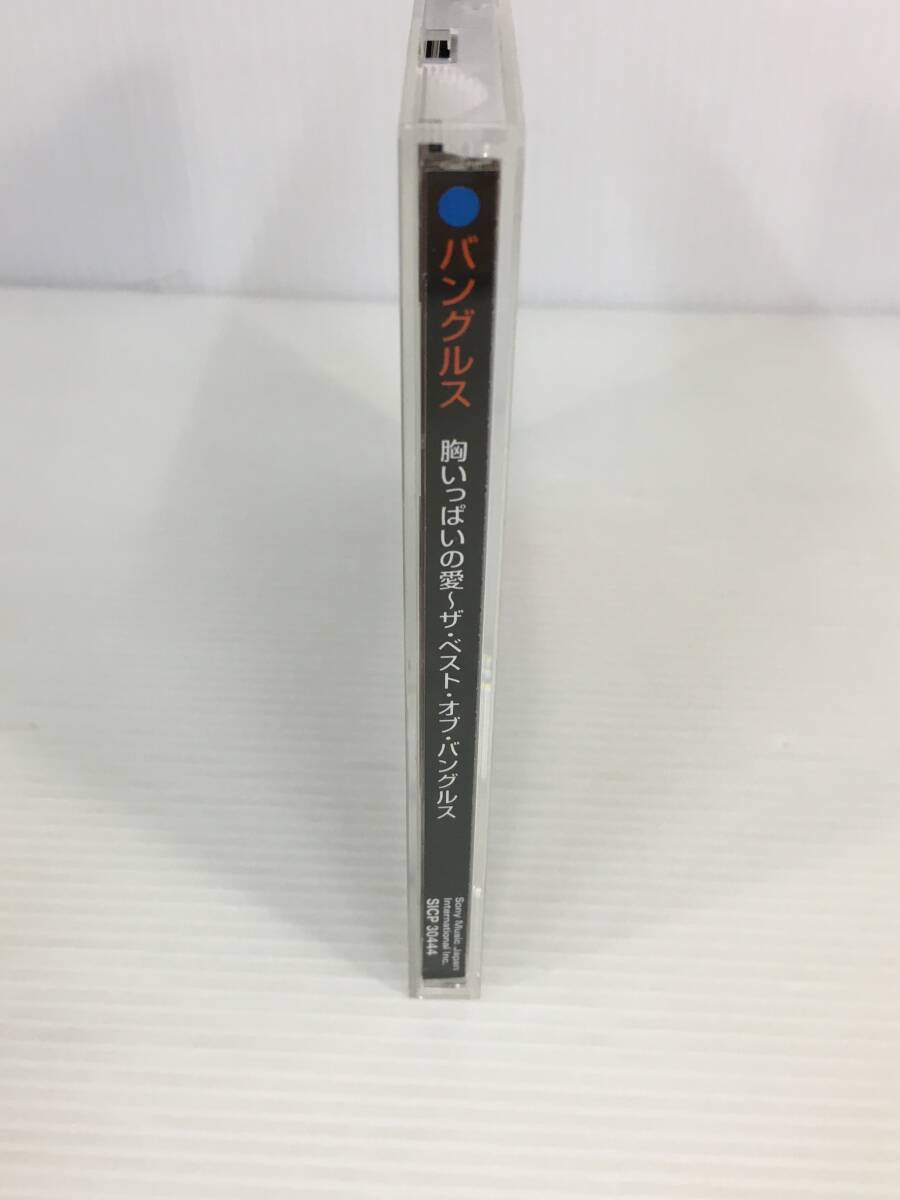 バングルス
胸いっぱいの愛～ザ・ベスト・オブ・バングルス
Sony Music Japan
International Inc.
SICP 30444